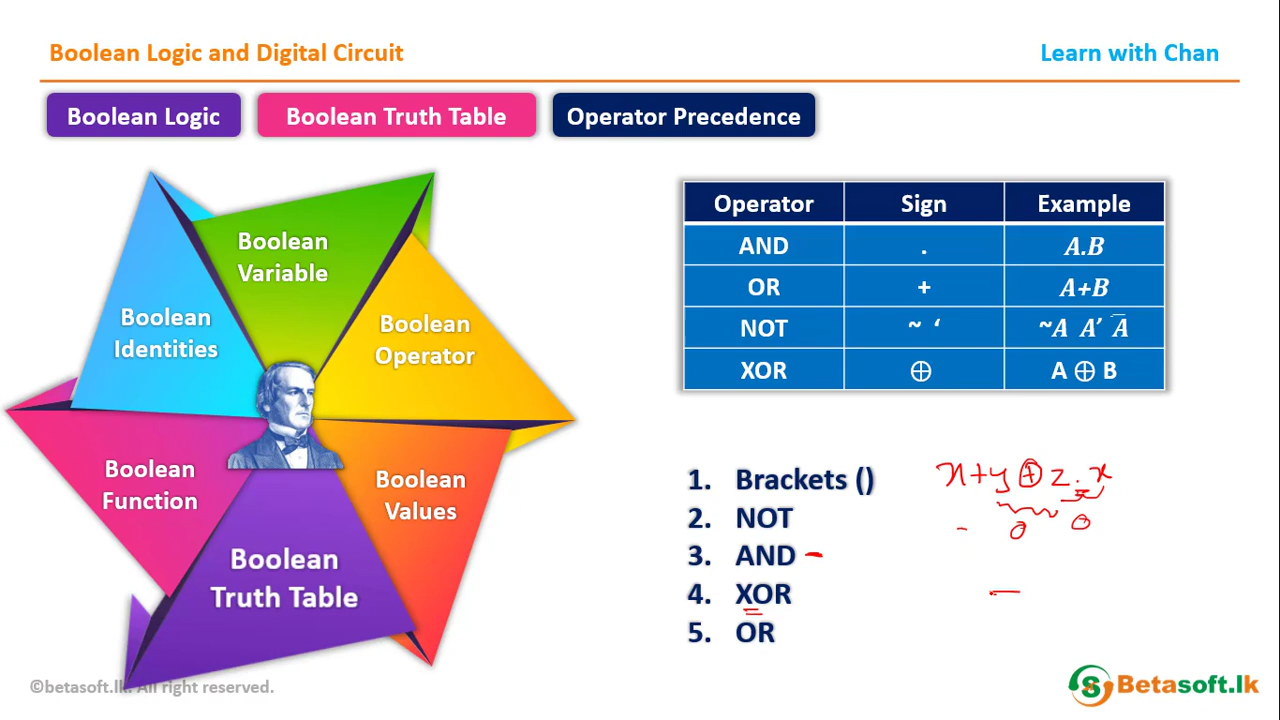 Boolean Logic and Digital Circuit
Learn with Chan
Boolean Logic
Boolean Truth Table
Operator Precedence
Boolean
Variable
Boolean
Operator
Boolean
Values
Boolean
Truth Table
Boolean
Function
Boolean
Identities
Operator Sign Example
AND . A.B
OR + A+B
NOT ~ ‘ ~A A’ A̅
XOR ⊕ A ⊕ B
1. Brackets ()
2. NOT
3. AND
4. XOR
5. OR
x+y⊕z.x
0 0
©betasoft.lk. All right reserved.
Betasoft.lk